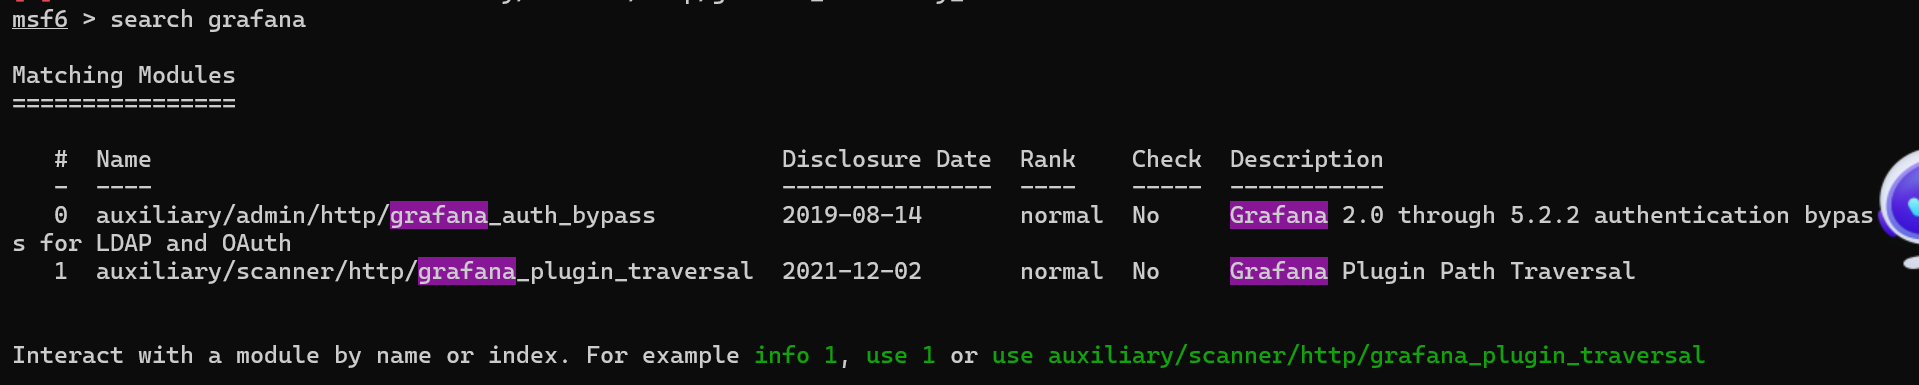 msf6 > search grafana
Matching Modules
================
#  Name                                         Disclosure Date  Rank    Check  Description
-  ----                                         ---------------  ----    -----  -----------
0  auxiliary/admin/http/grafana_auth_bypass         2019-08-14       normal  No     Grafana 2.0 through 5.2.2 authentication bypas
s for LDAP and OAuth
1  auxiliary/scanner/http/grafana_plugin_traversal  2021-12-02       normal  No     Grafana Plugin Path Traversal
Interact with a module by name or index. For example info 1, use 1 or use auxiliary/scanner/http/grafana_plugin_traversal